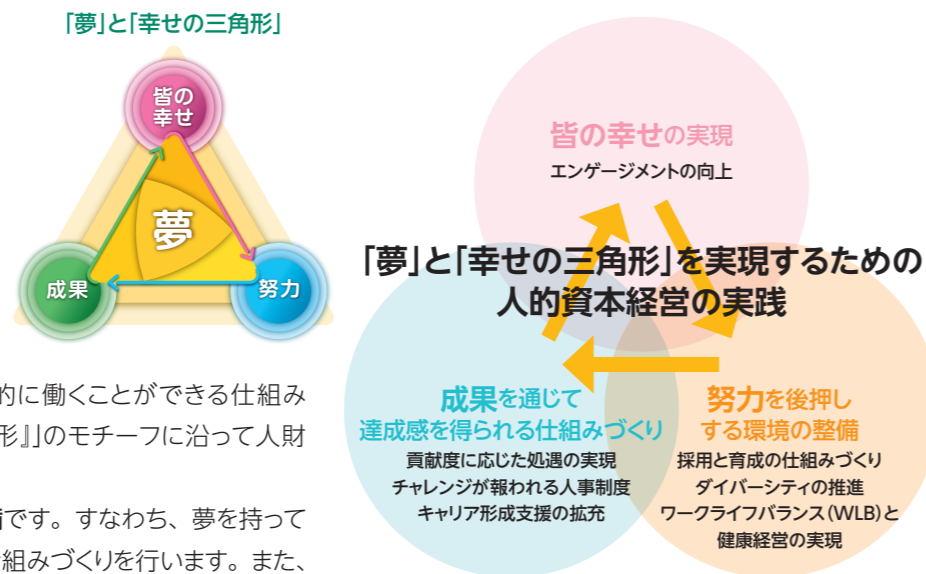 「夢」と「幸せの三角形」
皆の
幸せ
夢
成果
努力
的に働くことができる仕組み
形』」のモチーフに沿って人財
備です。すなわち、夢を持って
組みづくりを行います。また、
皆の幸せの実現
エンゲージメントの向上
「夢」と「幸せの三角形」を実現するための
人的資本経営の実践
成果を通じて
達成感を得られる仕組みづくり
貢献度に応じた処遇の実現
チャレンジが報われる人事制度
キャリア形成支援の拡充
努力を後押し
する環境の整備
採用と育成の仕組みづくり
ダイバーシティの推進
ワークライフバランス(WLB)と
健康経営の実現